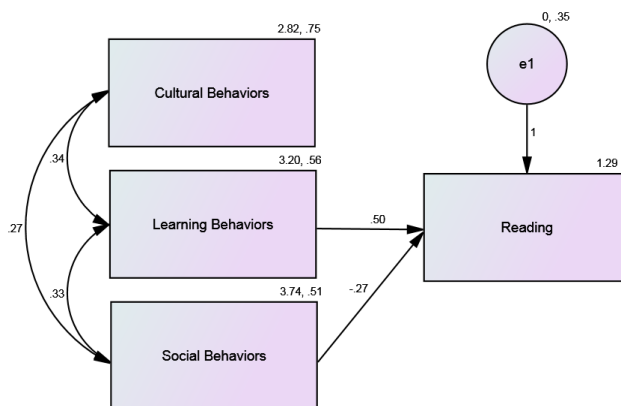 2.82, .75
0, .35
Cultural Behaviors
e1
.34
1
3.20, .56
1.29
Learning Behaviors
.50
Reading
.27
.33
-.27
3.74, .51
Social Behaviors